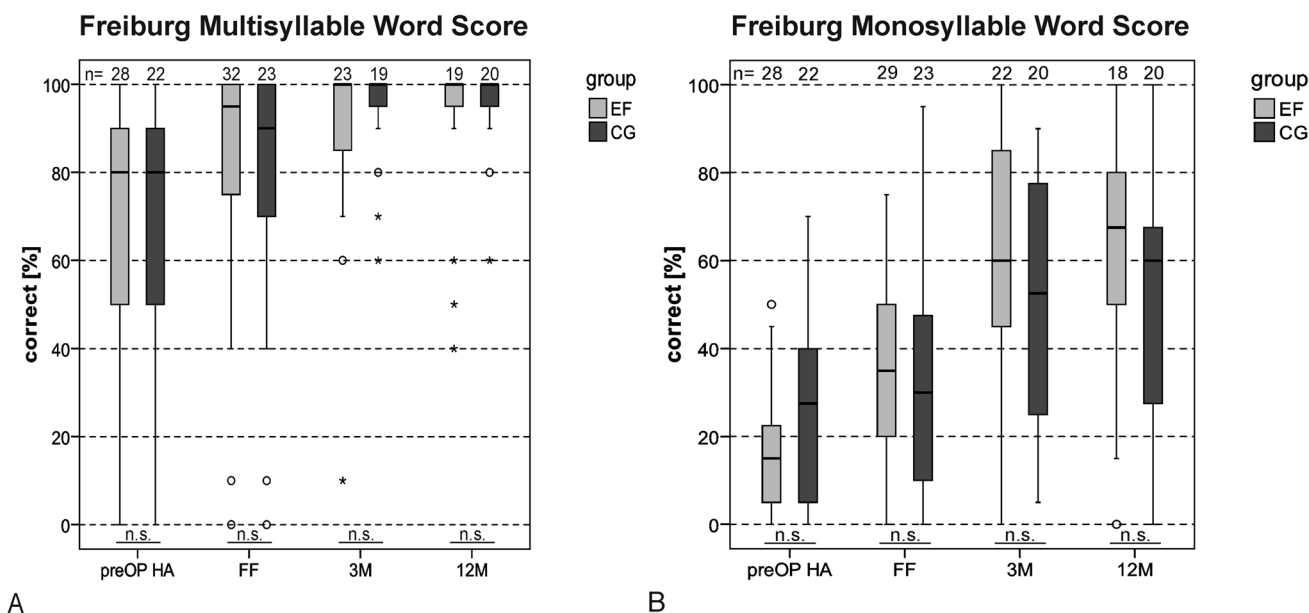 Freiburg Multisyllable Word Score
n= 28 22 32 23 23 19 19 20
100
80
60
40
20
0
correct [%]
n.s. n.s. n.s. n.s.
preOP HA FF 3M 12M
group
EF
CG
A
Freiburg Monosyllable Word Score
n= 28 22 29 23 22 20 18 20
100
80
60
40
20
0
correct [%]
n.s. n.s. n.s. n.s.
preOP HA FF 3M 12M
group
EF
CG
B